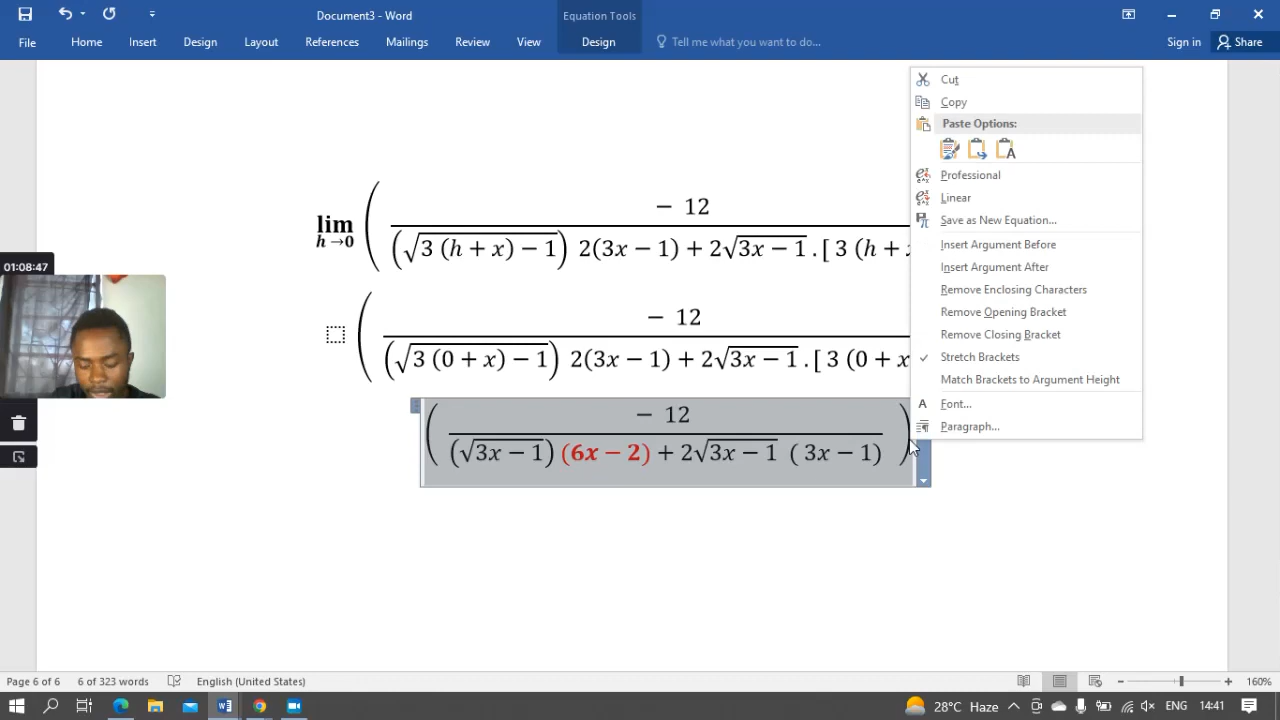 Document3 - Word
Equation Tools
File Home Insert Design Layout References Mailings Review View Design Tell me what you want to do... Sign in Share
lim h→0 ( − 12 / (√3 (h + x) − 1) 2(3x − 1) + 2√3x − 1 . [ 3 (h + x
( − 12 / (√3 (0 + x) − 1) 2(3x − 1) + 2√3x − 1 . [ 3 (0 + x
( − 12 / (√3x − 1) (6x − 2) + 2√3x − 1 ( 3x − 1) )
Cut
Copy
Paste Options:
Professional
Linear
Save as New Equation...
Insert Argument Before
Insert Argument After
Remove Enclosing Characters
Remove Opening Bracket
Remove Closing Bracket
Stretch Brackets
Match Brackets to Argument Height
Font...
Paragraph...
01:08:47
Page 6 of 6 6 of 323 words English (United States) 160%
28°C Haze ENG 14:41